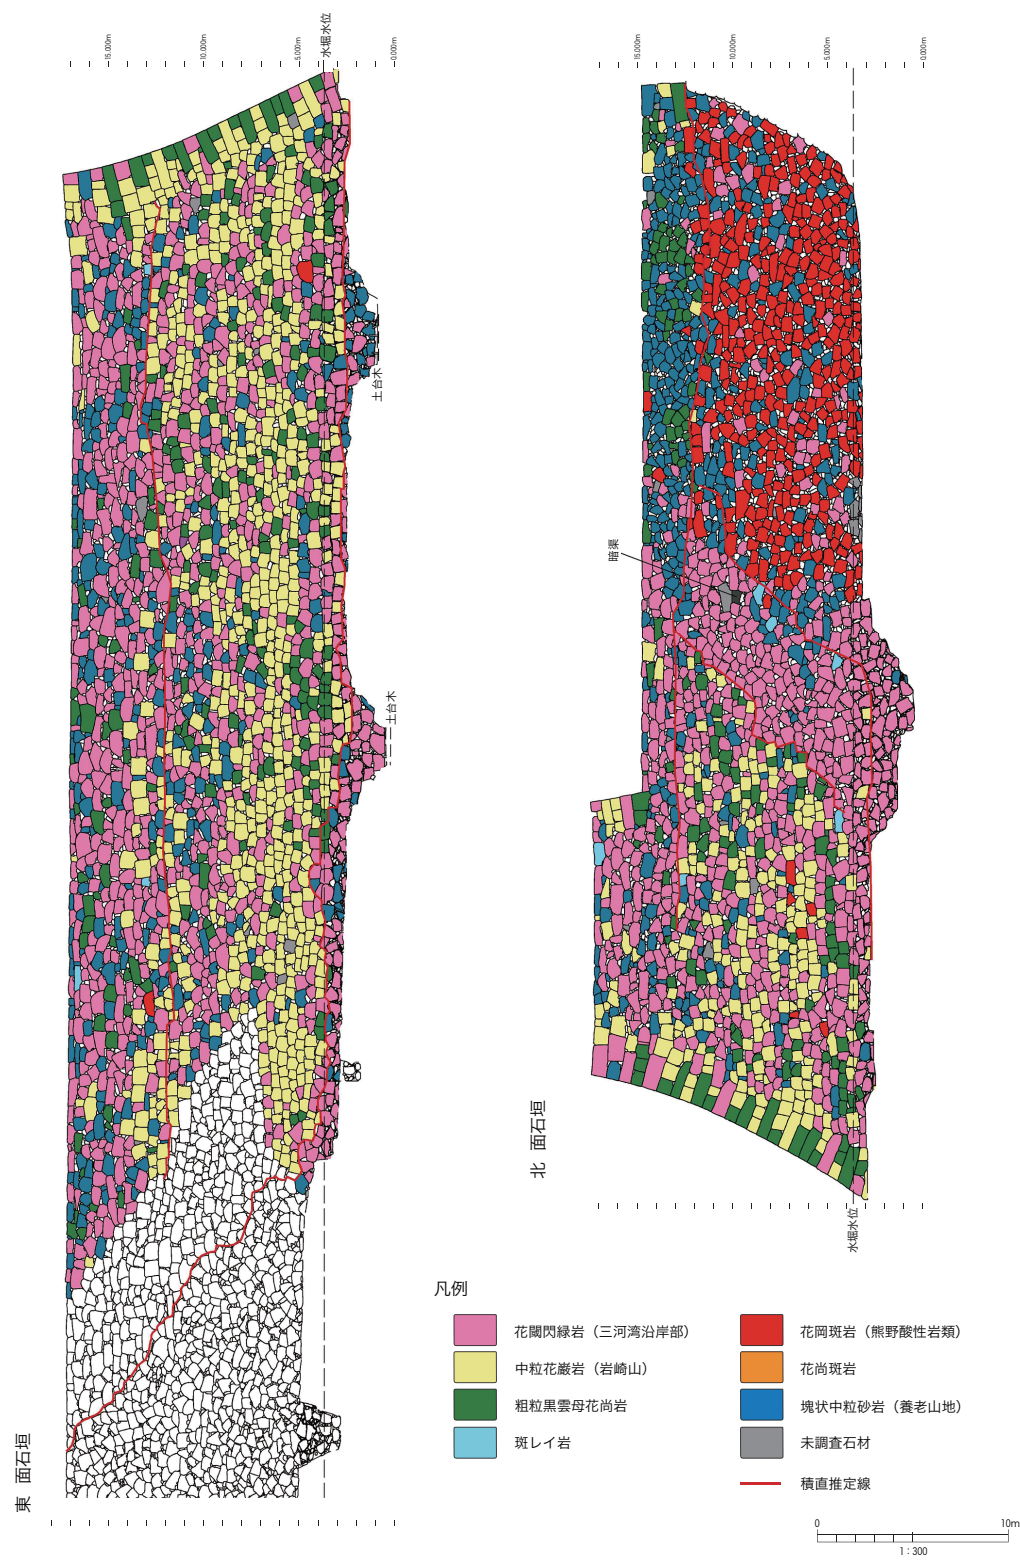 15.000m
10.000m
5.000m
水堀水位
0.000m
15.000m
10.000m
5.000m
0.000m
土台木
土台木
暗渠
東 面石垣
北 面石垣
水堀水位
凡例
花閾閃緑岩（三河湾沿岸部）
中粒花巌岩（岩崎山）
粗粒黒雲母花尚岩
斑レイ岩
花岡斑岩（熊野酸性岩類）
花尚斑岩
塊状中粒砂岩（養老山地）
未調査石材
積直推定線
0
10m
1：300